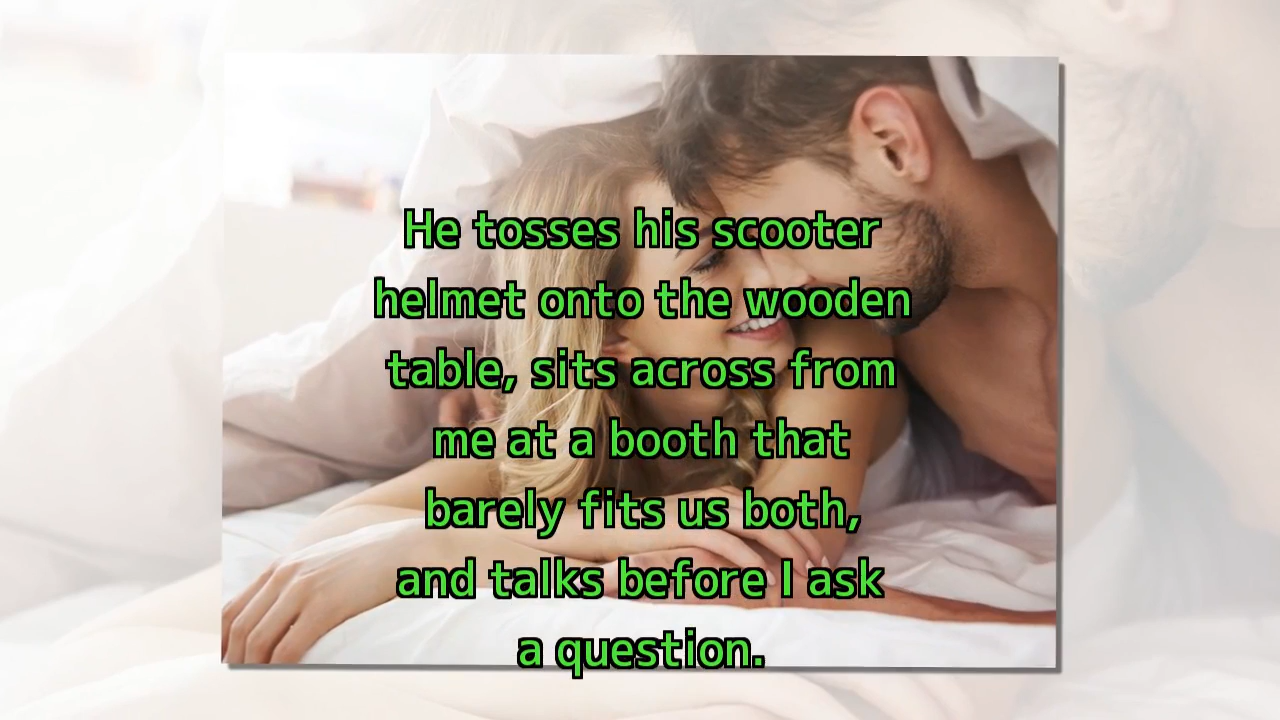 He tosses his scooter
helmet onto the wooden
table, sits across from
me at a booth that
barely fits us both,
and talks before I ask
a question.